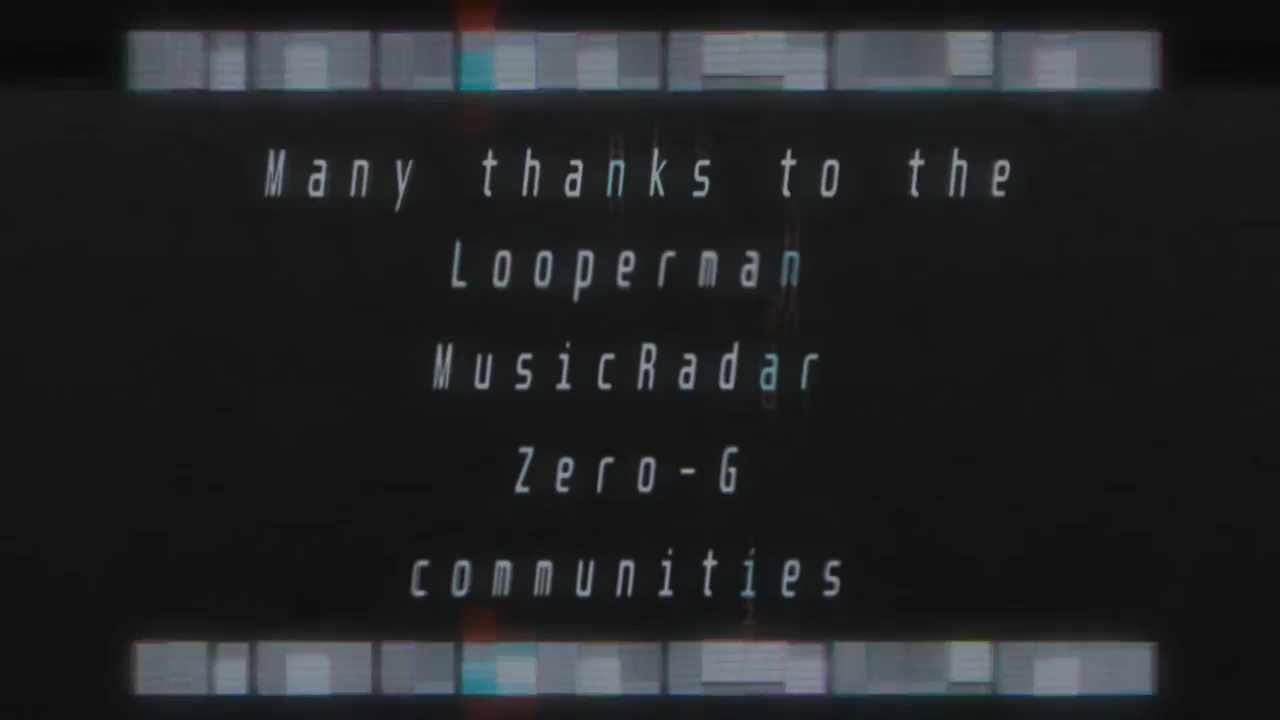 Many thanks to the
Looperman
MusicRadar
Zero-G
communities